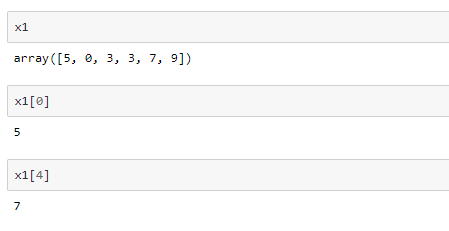 x1
array([5, 0, 3, 3, 7, 9])
x1[0]
5
x1[4]
7